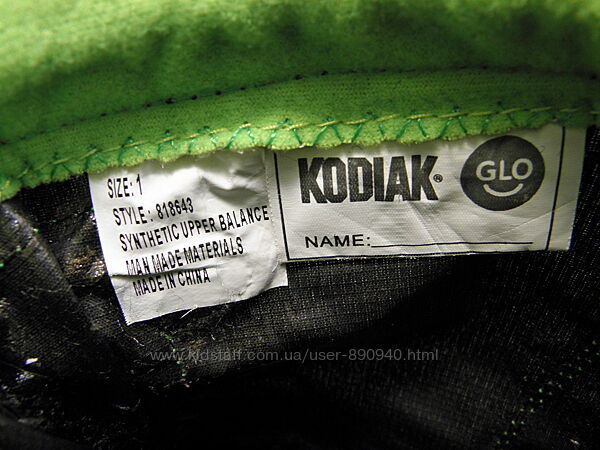 SIZE: 1
STYLE: 818643
SYNTHETIC UPPER BALANCE
MAN MADE MATERIALS
MADE IN CHINA
KODIAK®
GLO
NAME:
www.kidstaff.com.ua/user-890940.html